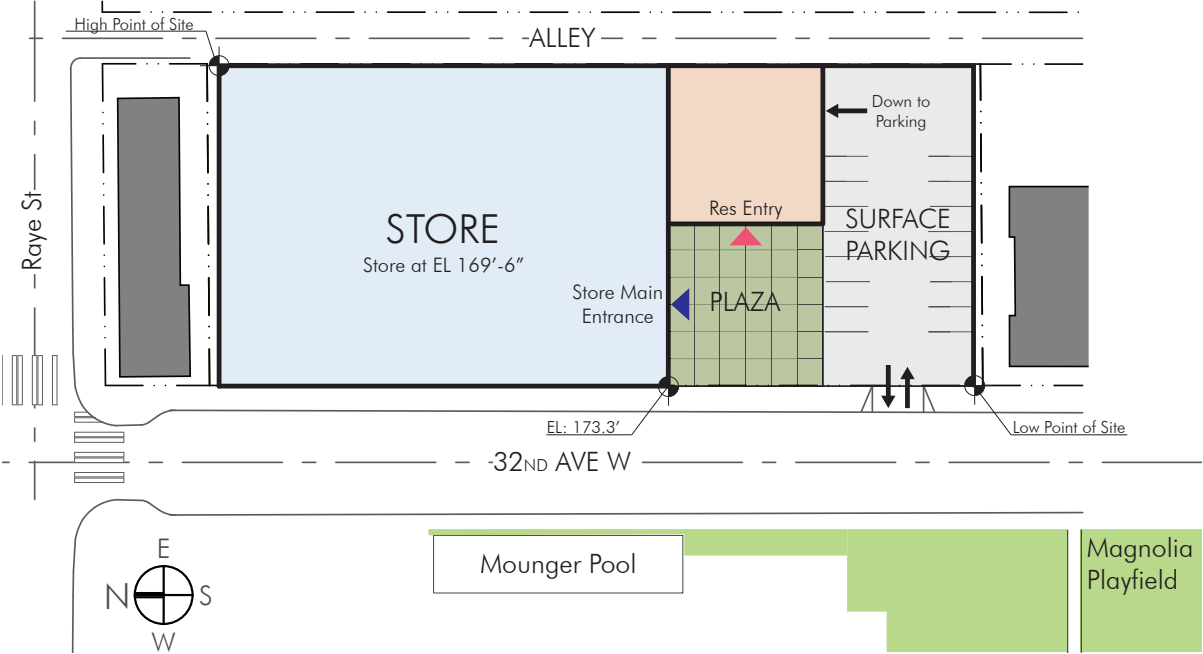 High Point of Site
ALLEY
Down to
Parking
Raye St
Res Entry
STORE
Store at EL 169’-6”
SURFACE
PARKING
Store Main
Entrance
PLAZA
EL: 173.3’
Low Point of Site
32ND AVE W
E
N
S
W
Mounger Pool
Magnolia
Playfield